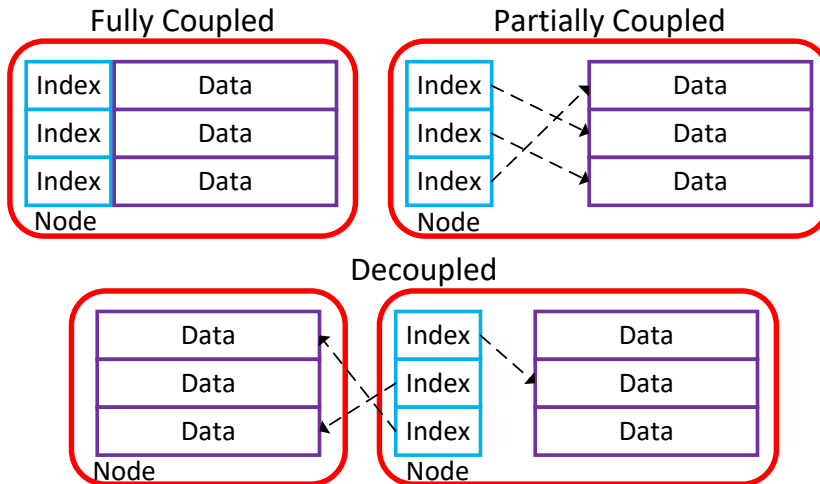 Fully Coupled
Index Data
Index Data
Index Data
Node
Partially Coupled
Index Data
Index Data
Index Data
Node
Decoupled
Data
Data
Data
Node
Index Data
Index Data
Index Data
Node